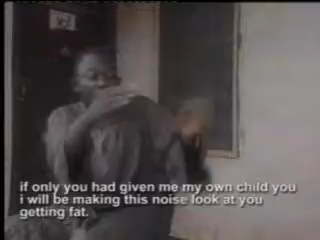 if only you had given me my own child you
i will be making this noise look at you
getting fat.